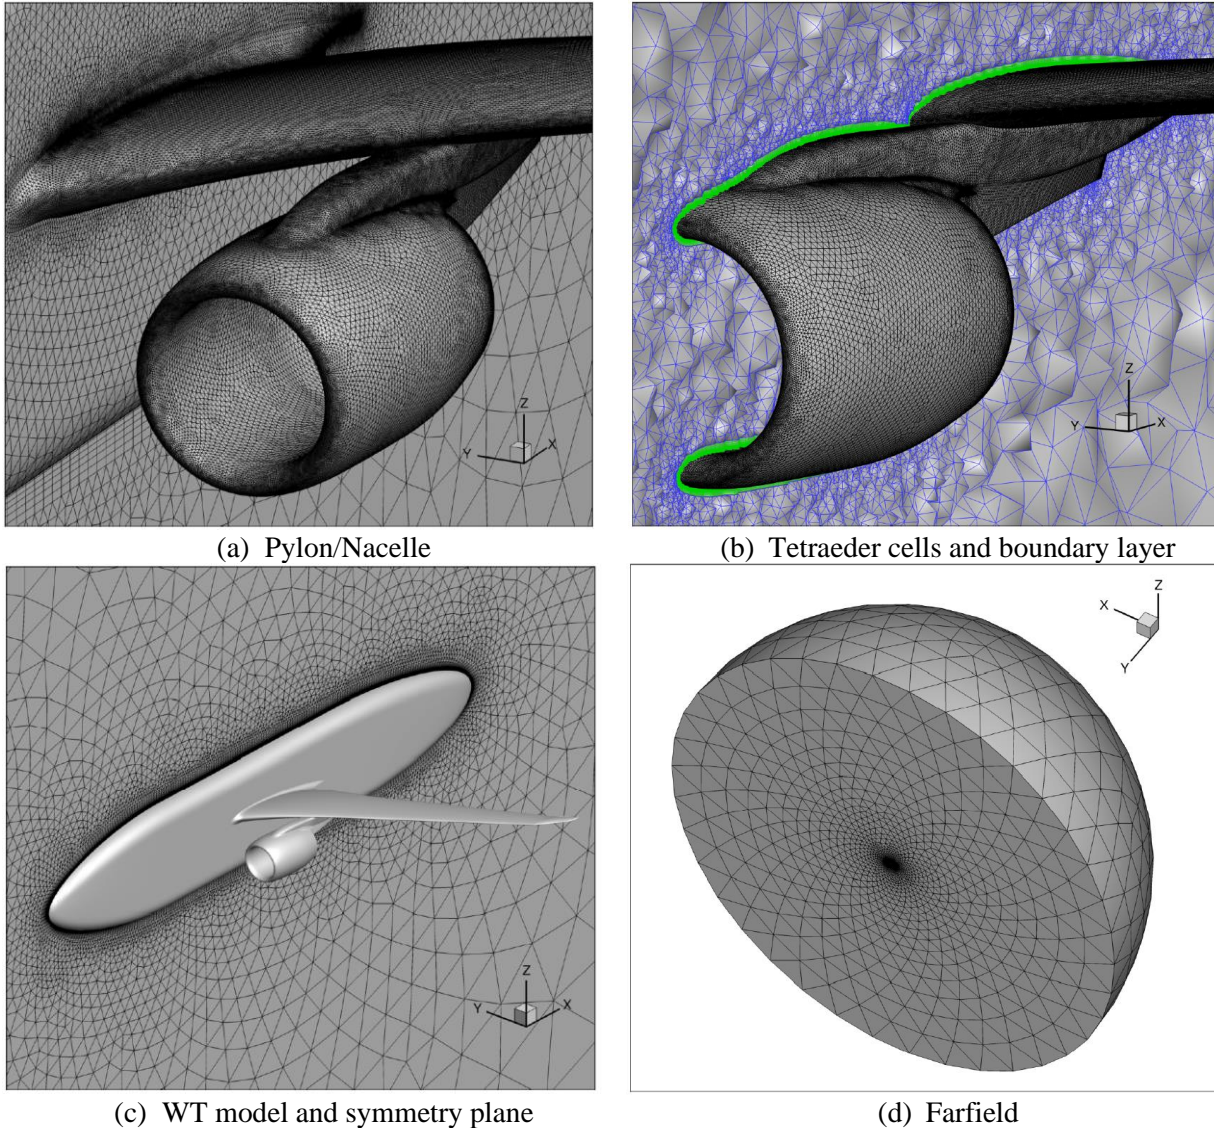 Z
Y
X
Z
Y
X
(a) Pylon/Nacelle
(b) Tetraeder cells and boundary layer
Z
Y
X
Z
X
Y
(c) WT model and symmetry plane
(d) Farfield